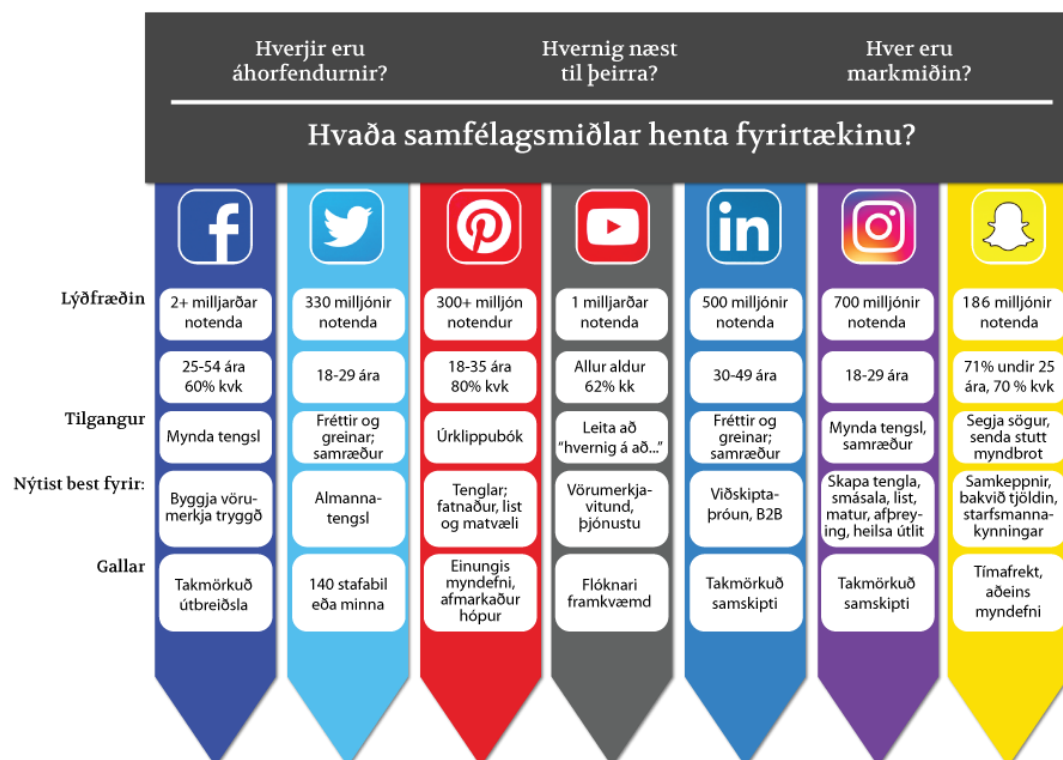 Hverjir eru
áhorfendurnir?
Hvernig næst
til þeirra?
Hver eru
markmiðin?
Hvaða samfélagsmiðlar henta fyrirtækinu?
Lýðfræðin
2+ milljarðar
notenda
330 milljónir
notenda
300+ milljón
notendur
1 milljarðar
notenda
500 milljónir
notenda
700 milljónir
notenda
186 milljónir
notenda
25-54 ára
60% kvk
18-29 ára
18-35 ára
80% kvk
Allur aldur
62% kk
30-49 ára
18-29 ára
71% undir 25
ára, 70 % kvk
Tilgangur
Mynda tengsl
Fréttir og
greinar;
samræður
Úrklippubók
Leita að
“hvernig á að...”
Fréttir og
greinar;
samræður
Mynda tengsl,
samræður
Segja sögur,
senda stutt
myndbrot
Nýtist best fyrir:
Byggja vöru-
merkja tryggð
Almanna-
tengsl
Tenglar;
fatnaður, list
og matvæli
Vörumerkja-
vitund,
þjónustu
Viðskipta-
þróun, B2B
Skapa tengla,
smásala, list,
matur, afþrey-
ing, heilsa útlit
Samkeppnir,
bakvið tjöldin,
starfsmanna-
kynningar
Gallar
Takmörkuð
útbreiðsla
140 stafabil
eða minna
Einungis
myndefni,
afmarkaður
hópur
Flóknari
framkvæmd
Takmörkuð
samskipti
Takmörkuð
samskipti
Tímafrekt,
aðeins
myndefni